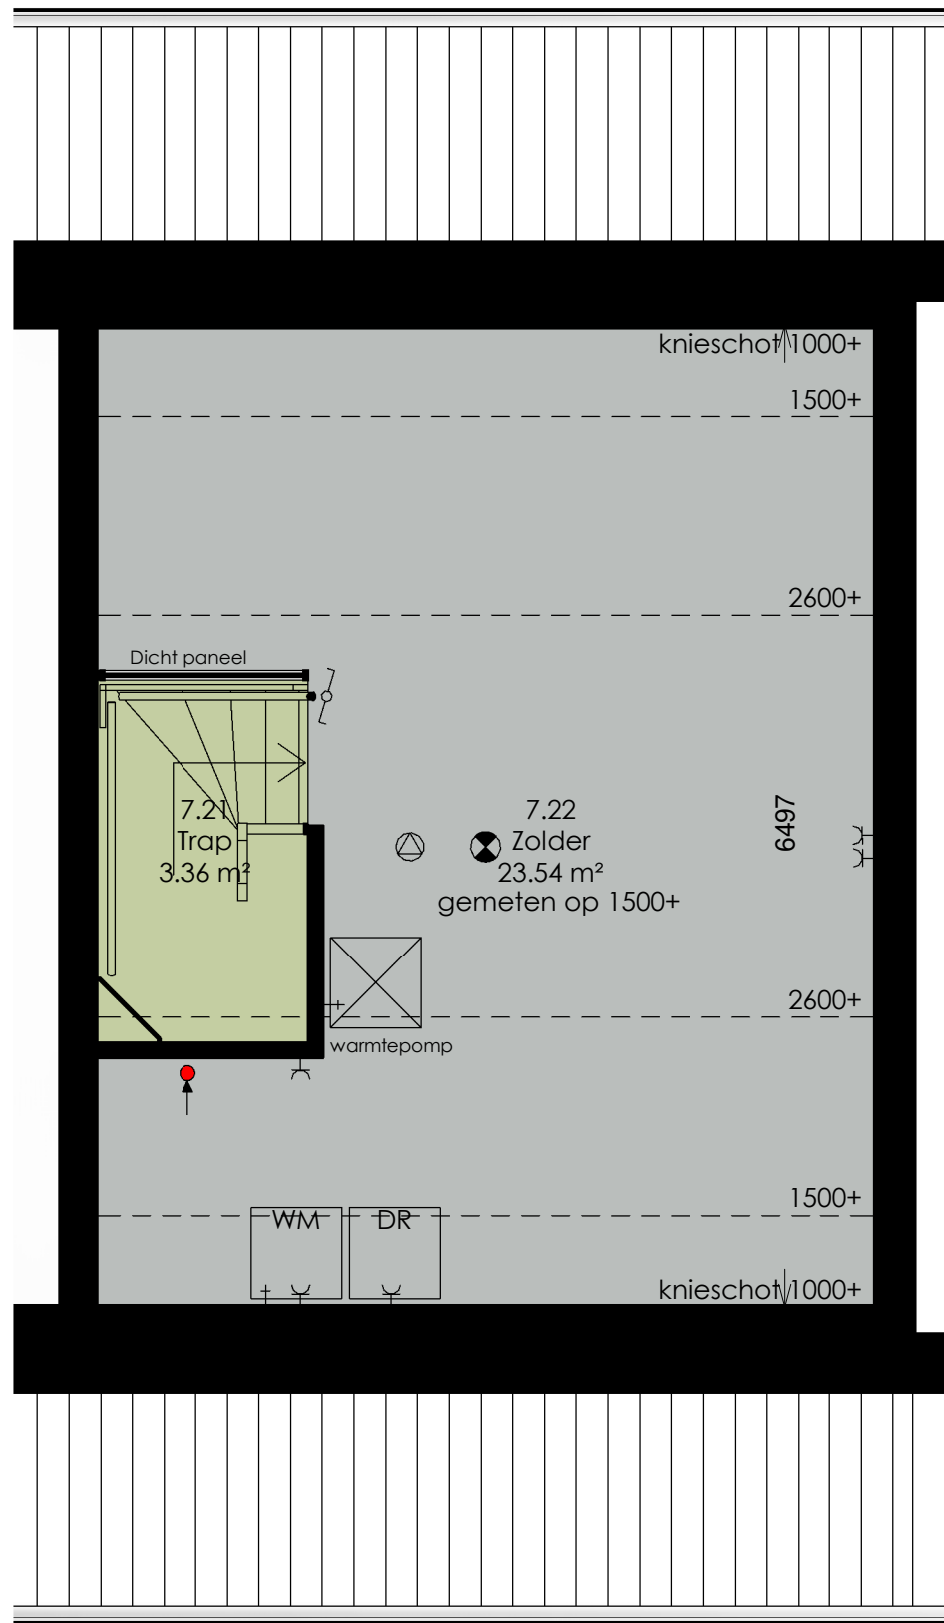 knieschot 1000+
1500+
2600+
Dicht paneel
7.21
Trap
3.36 m²
7.22
Zolder
23.54 m²
gemeten op 1500+
6497
2600+
warmtepomp
1500+
WM
DR
knieschot 1000+